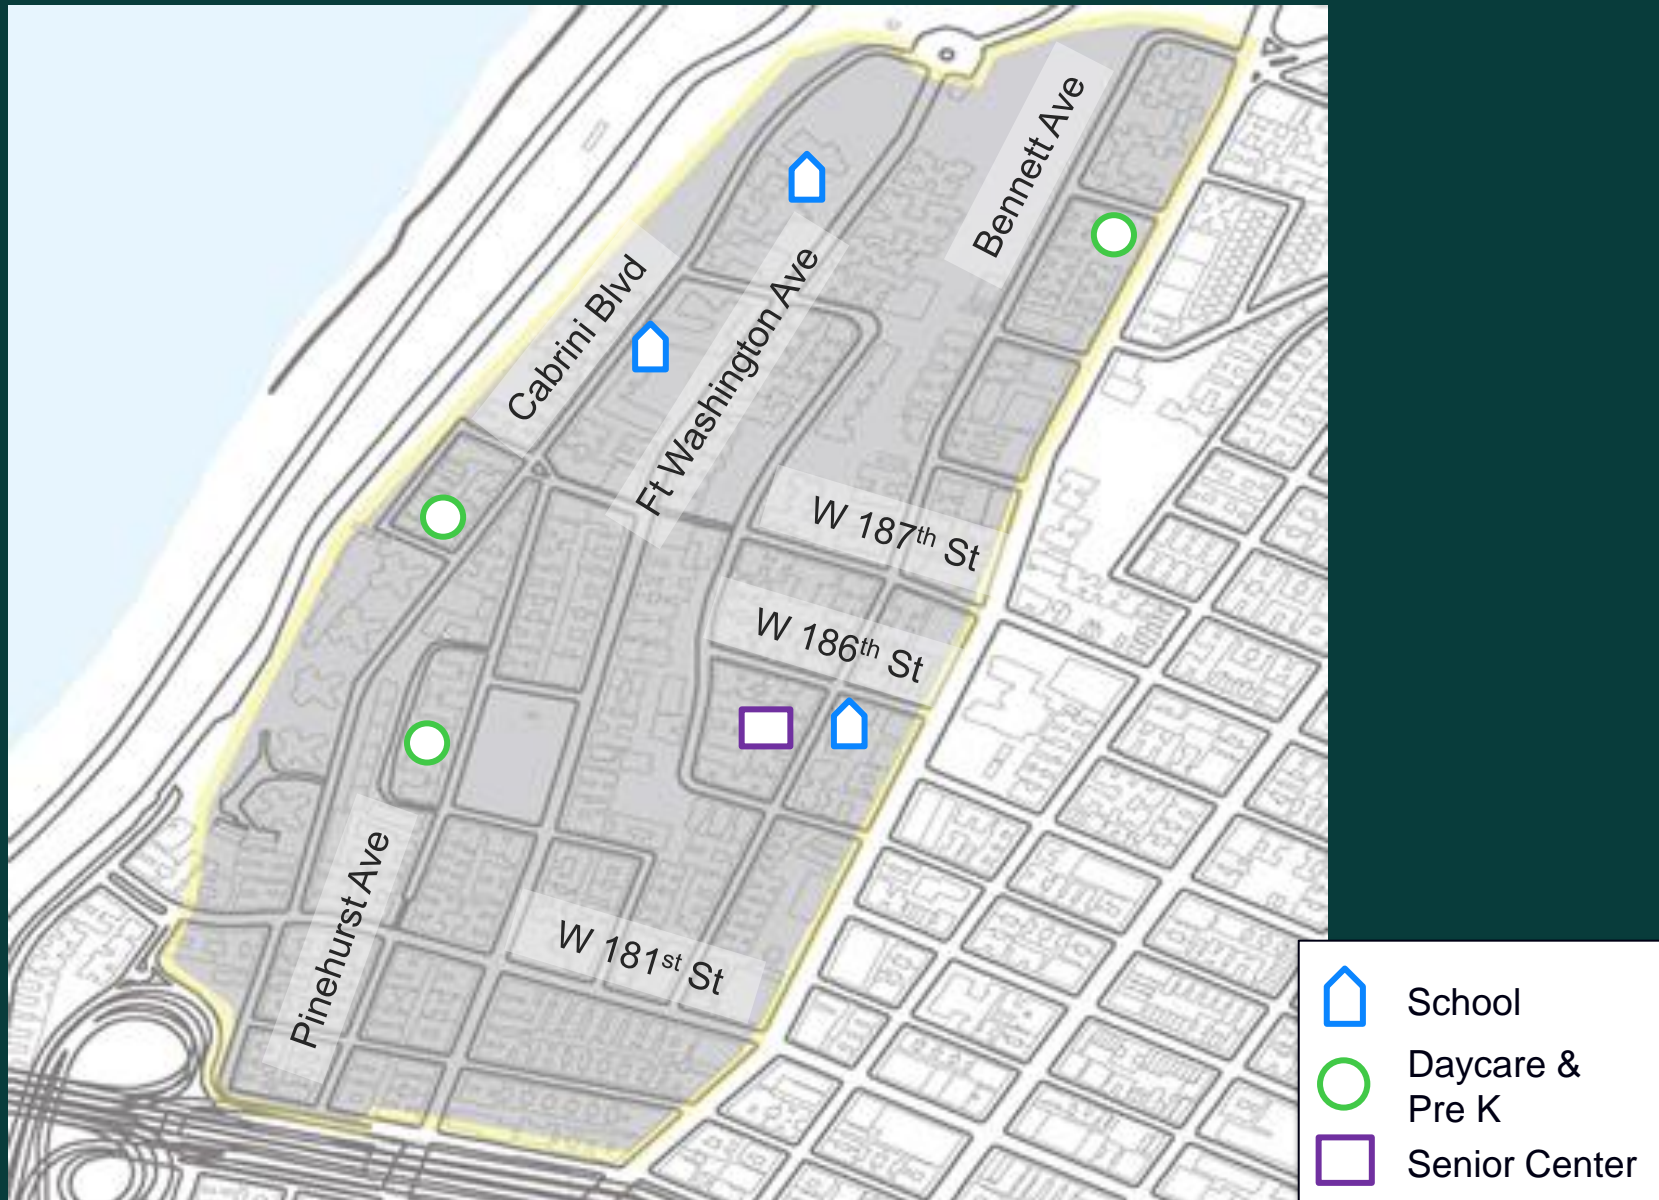 Bennett Ave
Cabrini Blvd
Ft Washington Ave
W 187th St
W 186th St
Pinehurst Ave
W 181st St
School
Daycare &
Pre K
Senior Center